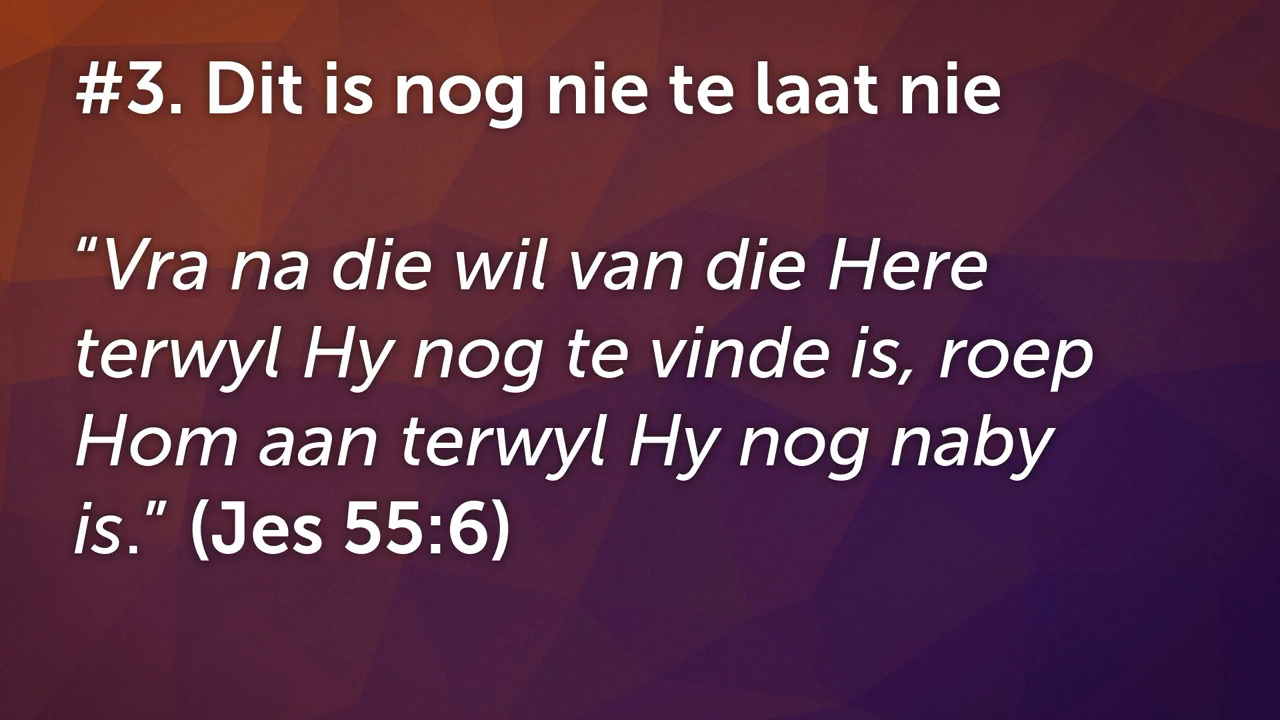 #3. Dit is nog nie te laat nie
“Vra na die wil van die Here
terwyl Hy nog te vinde is, roep
Hom aan terwyl Hy nog naby
is.” (Jes 55:6)